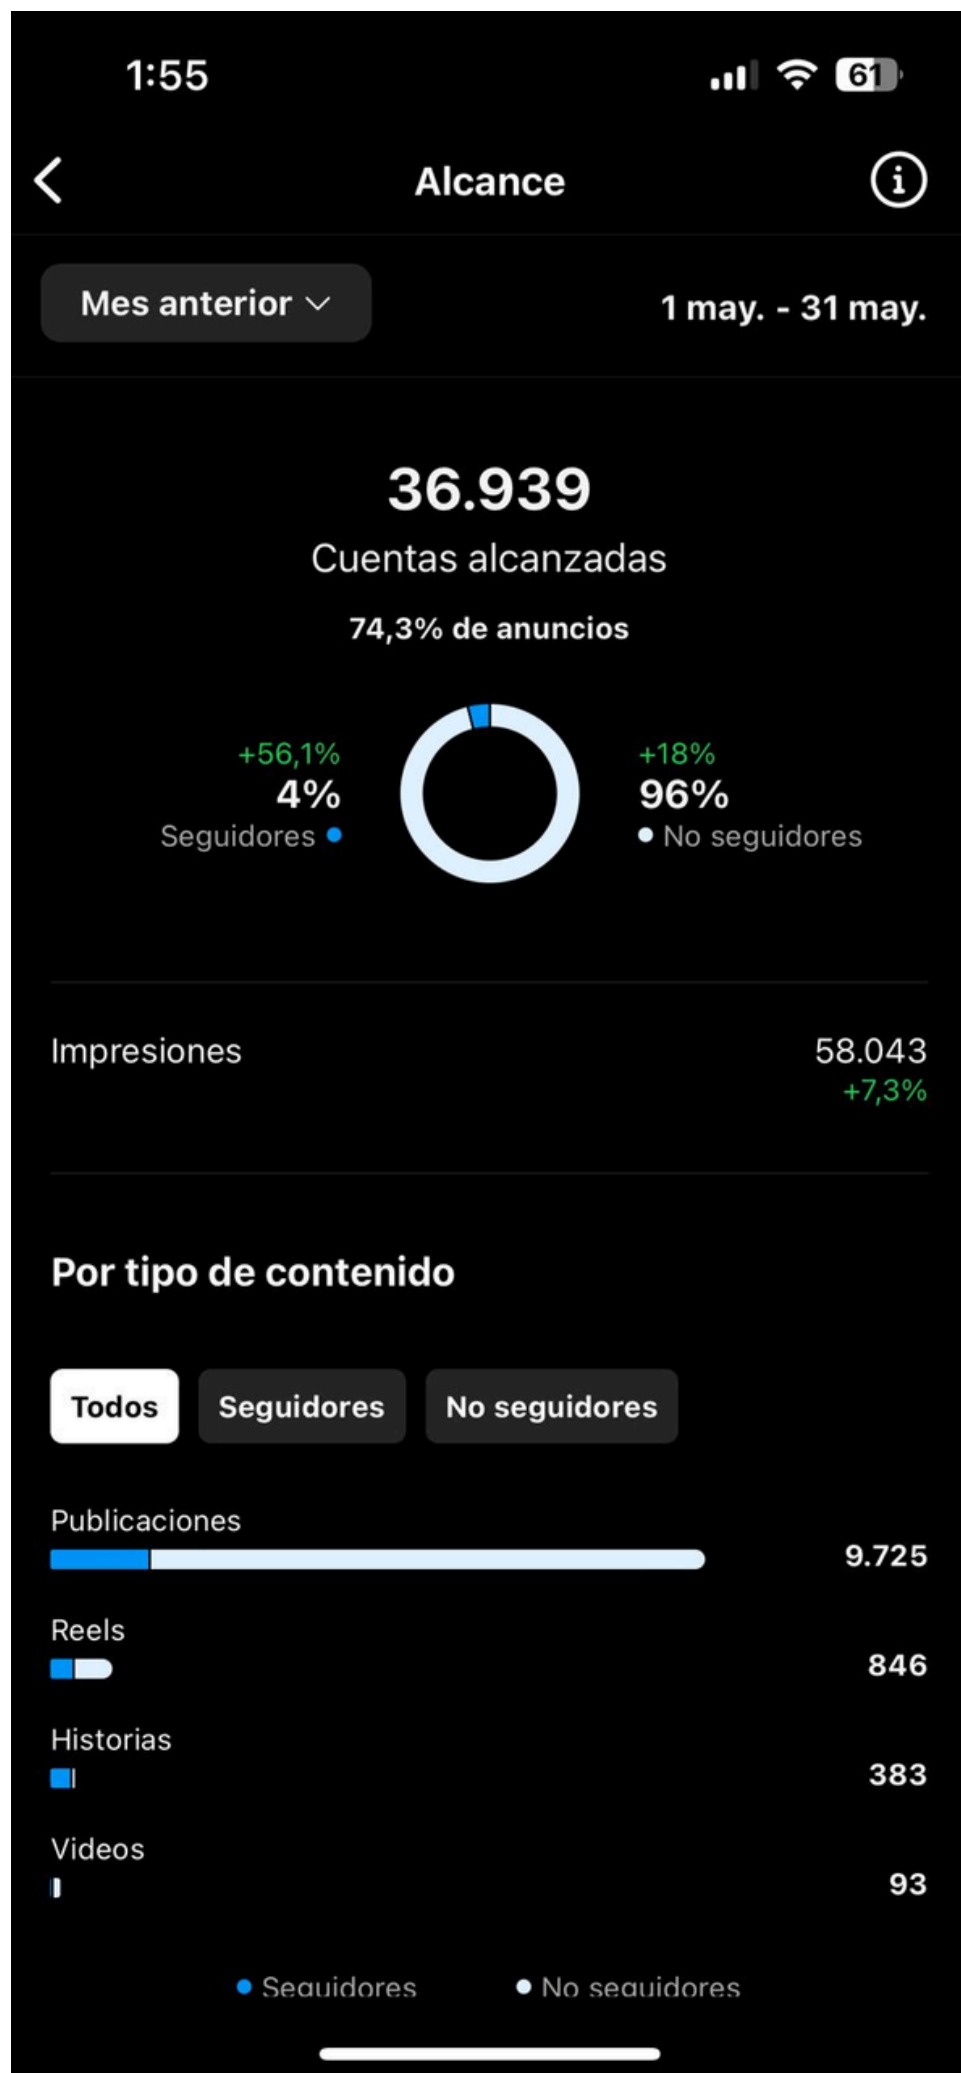 1:55
61
Alcance
Mes anterior
1 may. - 31 may.
36.939
Cuentas alcanzadas
74,3% de anuncios
+56,1%
4%
Seguidores
+18%
96%
No seguidores
Impresiones
58.043
+7,3%
Por tipo de contenido
Todos
Seguidores
No seguidores
Publicaciones
9.725
Reels
846
Historias
383
Videos
93
Seguidores
No seguidores